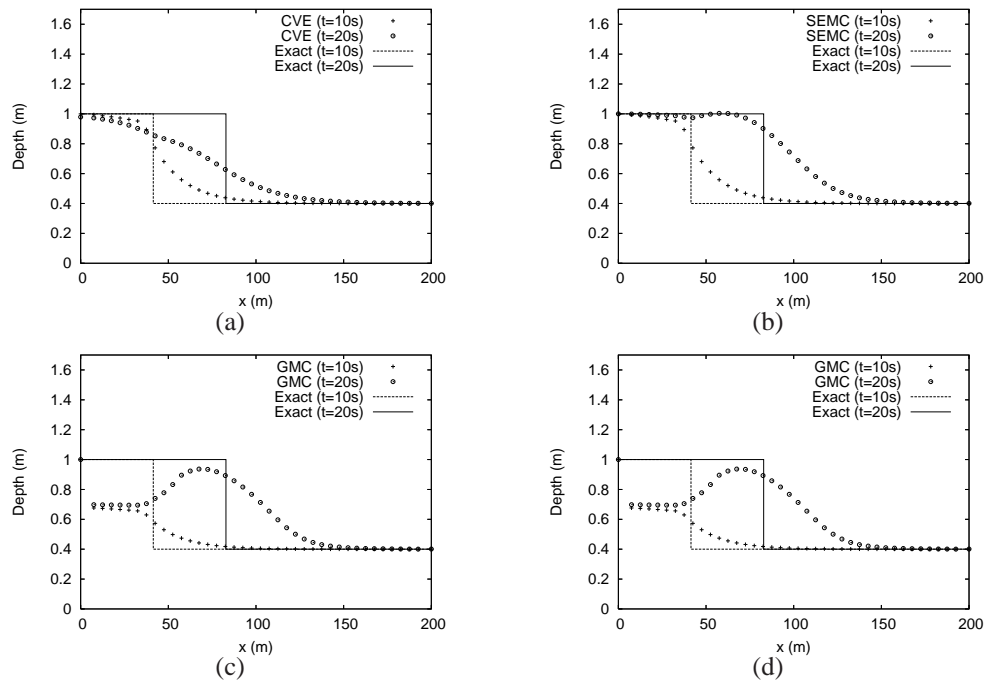 1.6
1.4
1.2
1
0.8
0.6
0.4
0.2
0
Depth (m)
CVE (t=10s)
CVE (t=20s)
Exact (t=10s)
Exact (t=20s)
0 50 100 150 200
x (m)
(a)
1.6
1.4
1.2
1
0.8
0.6
0.4
0.2
0
Depth (m)
SEMC (t=10s)
SEMC (t=20s)
Exact (t=10s)
Exact (t=20s)
0 50 100 150 200
x (m)
(b)
1.6
1.4
1.2
1
0.8
0.6
0.4
0.2
0
Depth (m)
GMC (t=10s)
GMC (t=20s)
Exact (t=10s)
Exact (t=20s)
0 50 100 150 200
x (m)
(c)
1.6
1.4
1.2
1
0.8
0.6
0.4
0.2
0
Depth (m)
GMC (t=10s)
GMC (t=20s)
Exact (t=10s)
Exact (t=20s)
0 50 100 150 200
x (m)
(d)